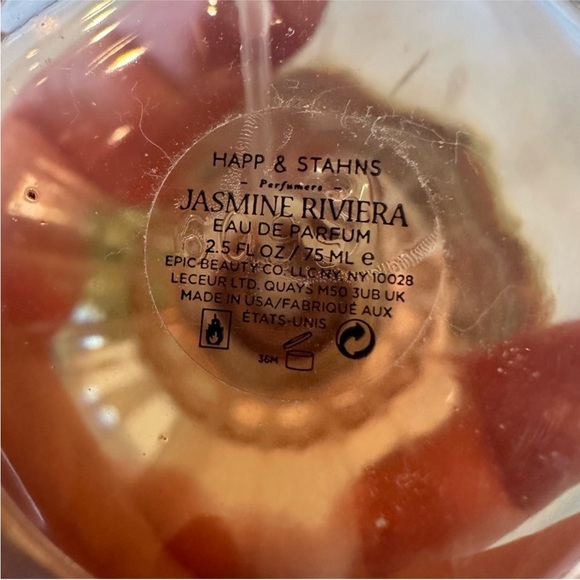 HAPP & STAHNS
- Perfumers -
JASMINE RIVIERA
EAU DE PARFUM
2.5 FL OZ / 75 ML e
EPIC BEAUTY CO. LLC NY, NY 10028
LECEUR LTD. QUAYS M50 3UB UK
MADE IN USA/FABRIQUÉ AUX
ÉTATS-UNIS
36M